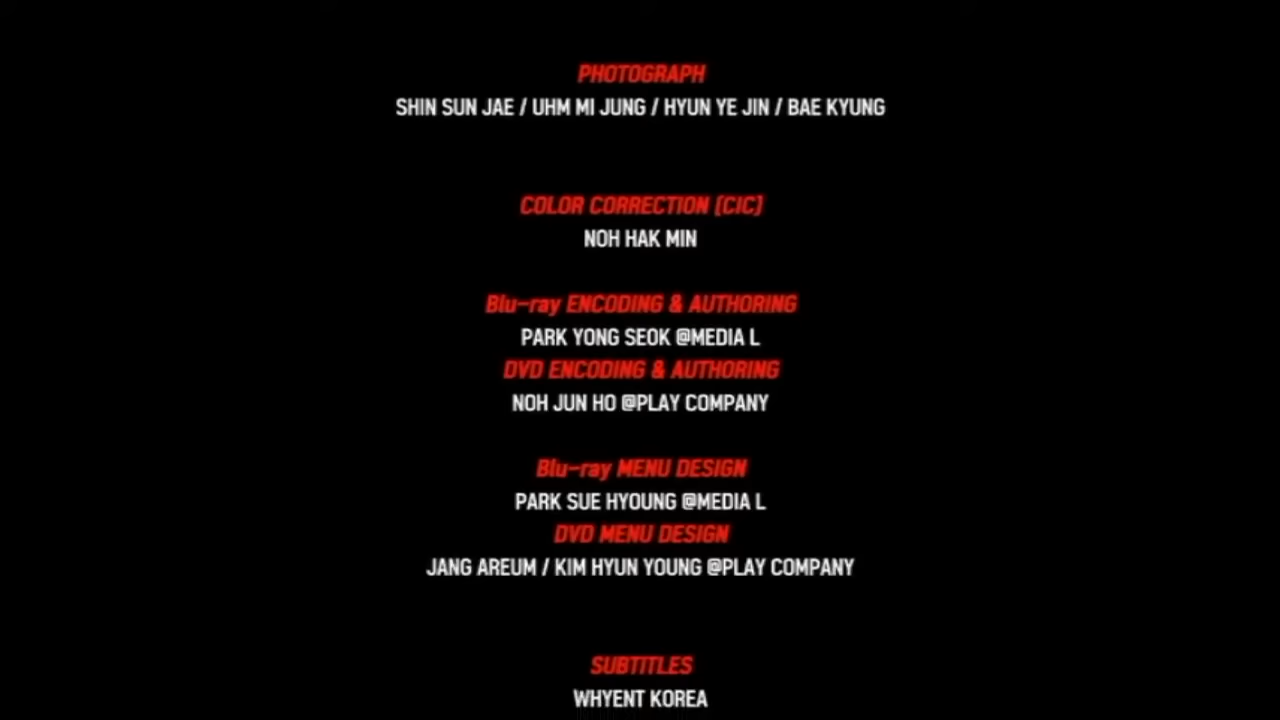 PHOTOGRAPH
SHIN SUN JAE / UHM MI JUNG / HYUN YE JIN / BAE KYUNG
COLOR CORRECTION [CIC]
NOH HAK MIN
Blu-ray ENCODING & AUTHORING
PARK YONG SEOK @MEDIA L
DVD ENCODING & AUTHORING
NOH JUN HO @PLAY COMPANY
Blu-ray MENU DESIGN
PARK SUE HYOUNG @MEDIA L
DVD MENU DESIGN
JANG AREUM / KIM HYUN YOUNG @PLAY COMPANY
SUBTITLES
WHYENT KOREA